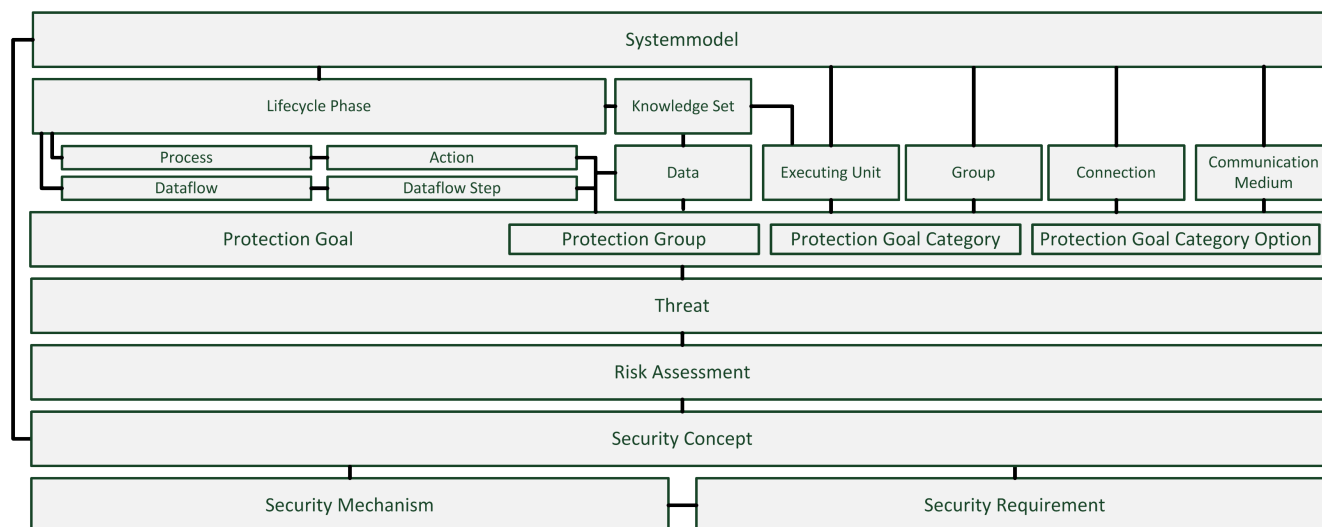 Systemmodel
Lifecycle Phase
Knowledge Set
Process
Action
Dataflow
Dataflow Step
Data
Executing Unit
Group
Connection
Communication
Medium
Protection Goal
Protection Group
Protection Goal Category
Protection Goal Category Option
Threat
Risk Assessment
Security Concept
Security Mechanism
Security Requirement